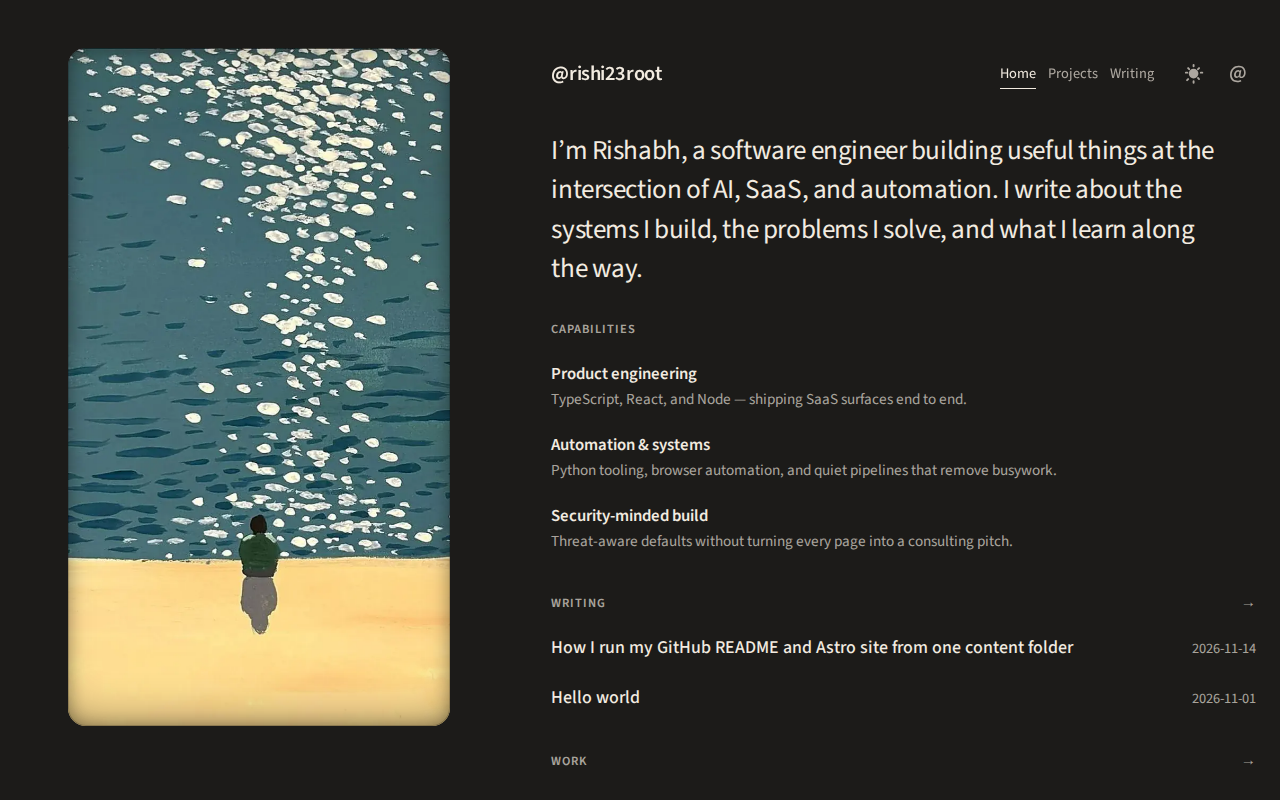 @rishi23root
Home Projects Writing @
I’m Rishabh, a software engineer building useful things at the
intersection of AI, SaaS, and automation. I write about the
systems I build, the problems I solve, and what I learn along
the way.
CAPABILITIES
Product engineering
TypeScript, React, and Node — shipping SaaS surfaces end to end.
Automation & systems
Python tooling, browser automation, and quiet pipelines that remove busywork.
Security-minded build
Threat-aware defaults without turning every page into a consulting pitch.
WRITING →
How I run my GitHub README and Astro site from one content folder 2026-11-14
Hello world 2026-11-01
WORK →